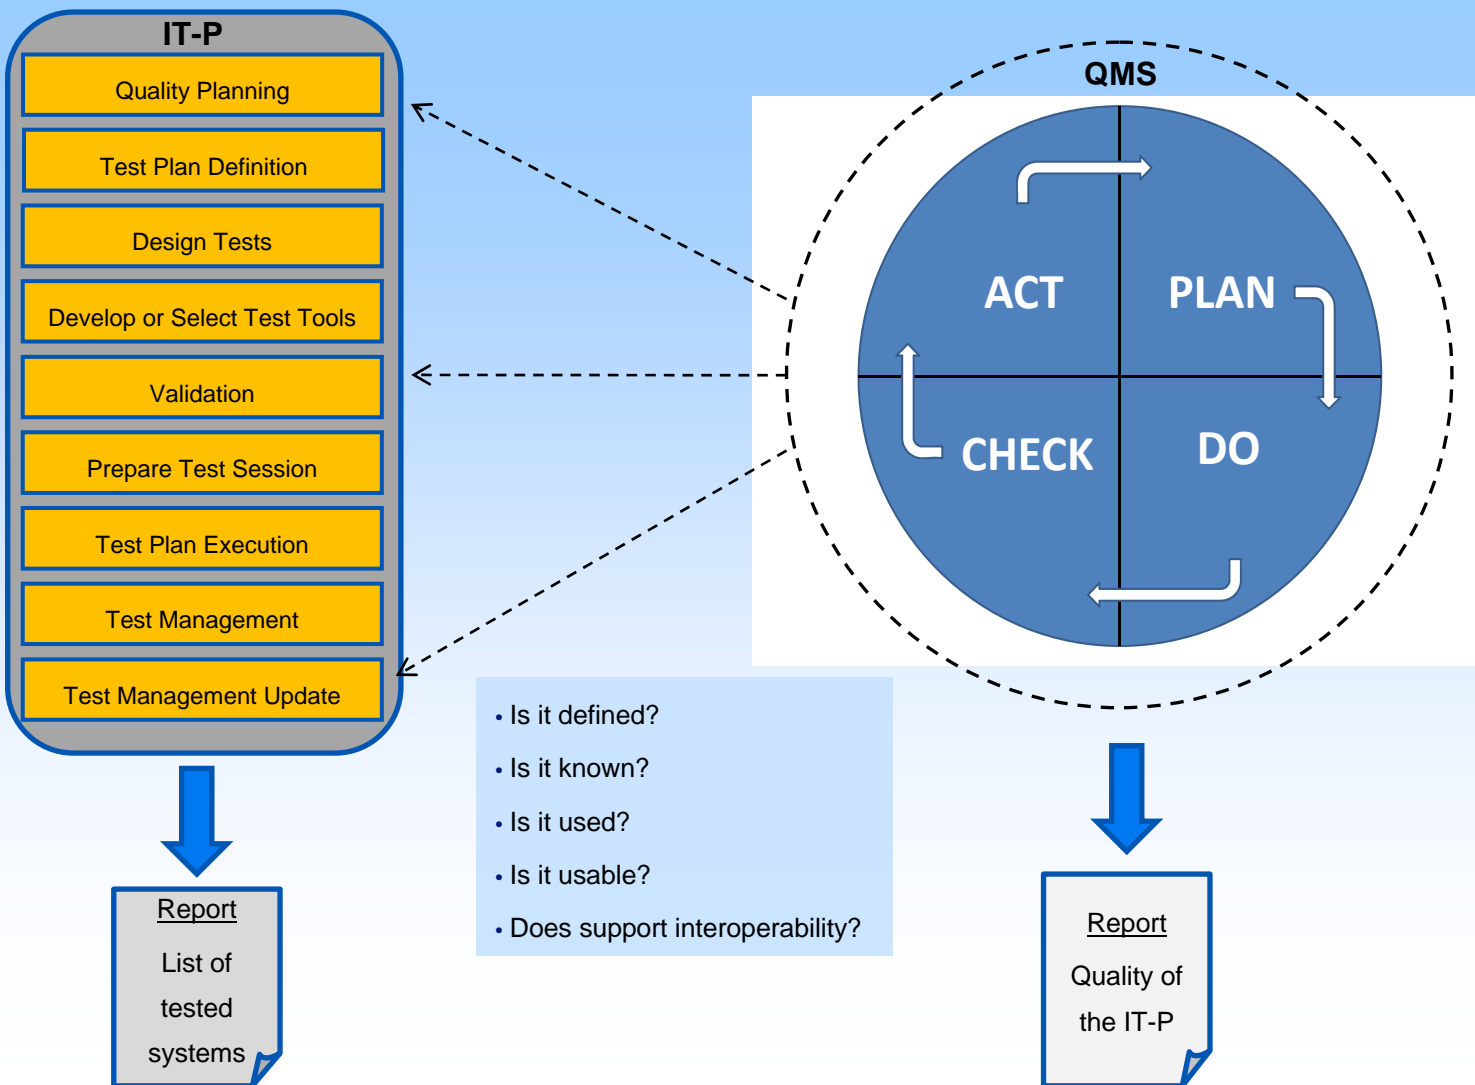 IT-P
Quality Planning
Test Plan Definition
Design Tests
Develop or Select Test Tools
Validation
Prepare Test Session
Test Plan Execution
Test Management
Test Management Update
Report
List of
tested
systems
• Is it defined?
• Is it known?
• Is it used?
• Is it usable?
• Does support interoperability?
QMS
ACT
PLAN
CHECK
DO
Report
Quality of
the IT-P